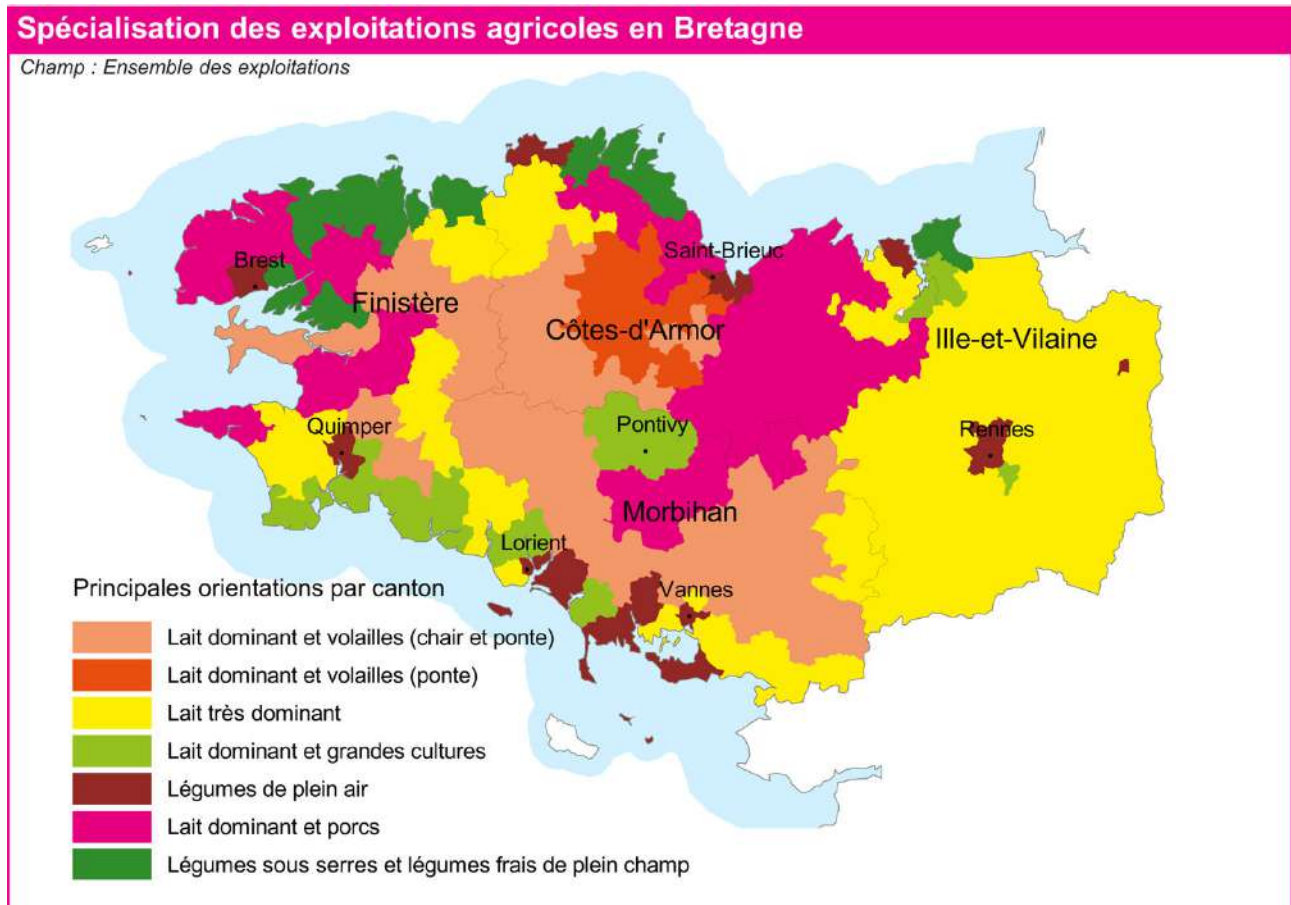 Spécialisation des exploitations agricoles en Bretagne
Champ : Ensemble des exploitations
Saint-Brieuc
Brest
Finistère
Côtes-d'Armor
Ille-et-Vilaine
Quimper
Pontivy
Rennes
Morbihan
Lorient
Vannes
Principales orientations par canton
Lait dominant et volailles (chair et ponte)
Lait dominant et volailles (ponte)
Lait très dominant
Lait dominant et grandes cultures
Légumes de plein air
Lait dominant et porcs
Légumes sous serres et légumes frais de plein champ